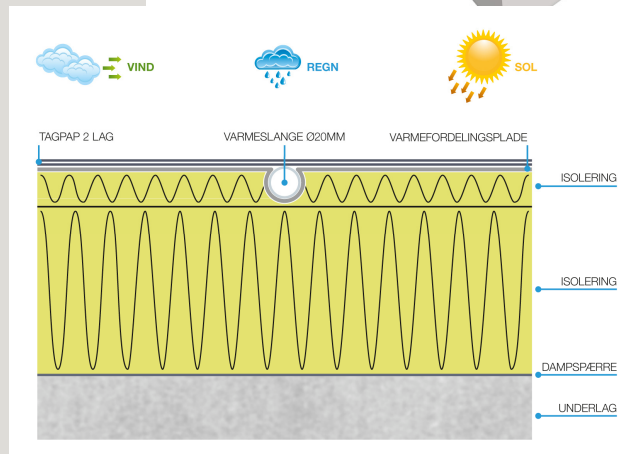 VIND
REGN
SOL
TAGPAP 2 LAG
VARMESLANGE Ø20MM
VARMEFORDELINGSPLADE
ISOLERING
ISOLERING
DAMPSPÆRRE
UNDERLAG